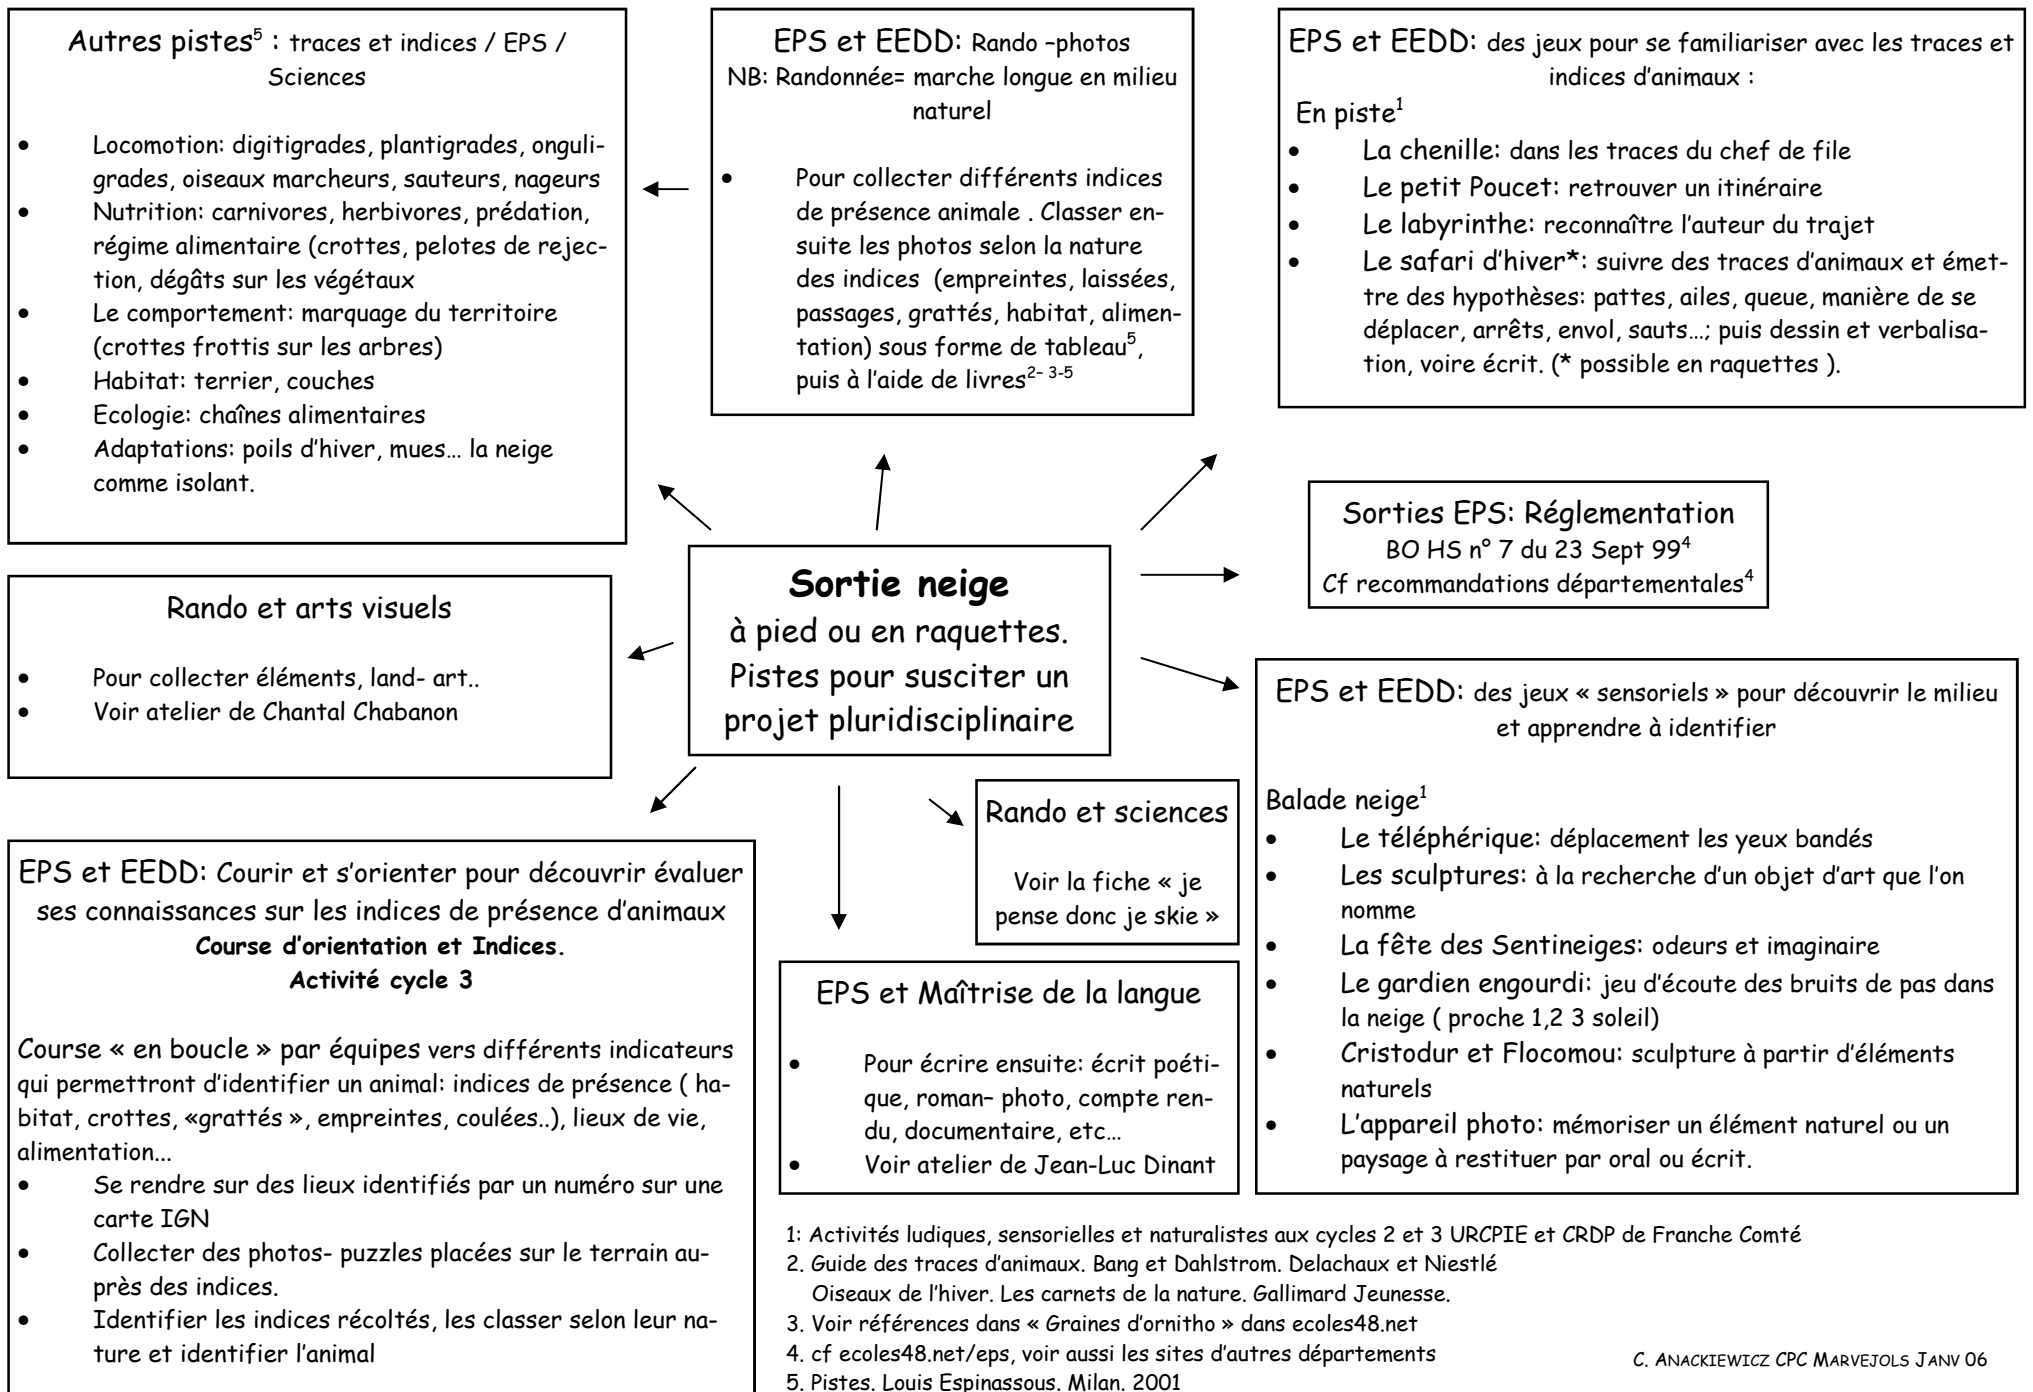 Autres pistes5 : traces et indices / EPS /
Sciences
• Locomotion: digitigrades, plantigrades, onguli-
grades, oiseaux marcheurs, sauteurs, nageurs
• Nutrition: carnivores, herbivores, prédation,
régime alimentaire (crottes, pelotes de rejec-
tion, dégâts sur les végétaux
• Le comportement: marquage du territoire
(crottes frottis sur les arbres)
• Habitat: terrier, couches
• Ecologie: chaînes alimentaires
• Adaptations: poils d'hiver, mues… la neige
comme isolant.
EPS et EEDD: Rando –photos
NB: Randonnée= marche longue en milieu
naturel
• Pour collecter différents indices
de présence animale . Classer en-
suite les photos selon la nature
des indices (empreintes, laissées,
passages, grattés, habitat, alimen-
tation) sous forme de tableau5,
puis à l'aide de livres2- 3-5
EPS et EEDD: des jeux pour se familiariser avec les traces et
indices d'animaux :
En piste1
• La chenille: dans les traces du chef de file
• Le petit Poucet: retrouver un itinéraire
• Le labyrinthe: reconnaître l'auteur du trajet
• Le safari d'hiver*: suivre des traces d'animaux et émet-
tre des hypothèses: pattes, ailes, queue, manière de se
déplacer, arrêts, envol, sauts…; puis dessin et verbalisa-
tion, voire écrit. (* possible en raquettes ).
Sorties EPS: Réglementation
BO HS n° 7 du 23 Sept 994
Cf recommandations départementales4
Sortie neige
à pied ou en raquettes.
Pistes pour susciter un
projet pluridisciplinaire
Rando et arts visuels
• Pour collecter éléments, land- art..
• Voir atelier de Chantal Chabanon
EPS et EEDD: des jeux « sensoriels » pour découvrir le milieu
et apprendre à identifier
Balade neige1
• Le téléphérique: déplacement les yeux bandés
• Les sculptures: à la recherche d'un objet d'art que l'on
nomme
• La fête des Sentineiges: odeurs et imaginaire
• Le gardien engourdi: jeu d'écoute des bruits de pas dans
la neige ( proche 1,2 3 soleil)
• Cristodur et Flocomou: sculpture à partir d'éléments
naturels
• L'appareil photo: mémoriser un élément naturel ou un
paysage à restituer par oral ou écrit.
Rando et sciences
Voir la fiche « je
pense donc je skie »
EPS et EEDD: Courir et s'orienter pour découvrir évaluer
ses connaissances sur les indices de présence d'animaux
Course d'orientation et Indices.
Activité cycle 3
Course « en boucle » par équipes vers différents indicateurs
qui permettront d'identifier un animal: indices de présence ( ha-
bitat, crottes, «grattés », empreintes, coulées..), lieux de vie,
alimentation...
• Se rendre sur des lieux identifiés par un numéro sur une
carte IGN
• Collecter des photos- puzzles placées sur le terrain au-
près des indices.
• Identifier les indices récoltés, les classer selon leur na-
ture et identifier l'animal
EPS et Maîtrise de la langue
• Pour écrire ensuite: écrit poéti-
que, roman– photo, compte ren-
du, documentaire, etc…
• Voir atelier de Jean-Luc Dinant
1: Activités ludiques, sensorielles et naturalistes aux cycles 2 et 3 URCPIE et CRDP de Franche Comté
2. Guide des traces d'animaux. Bang et Dahlstrom. Delachaux et Niestlé
Oiseaux de l'hiver. Les carnets de la nature. Gallimard Jeunesse.
3. Voir références dans « Graines d'ornitho » dans ecoles48.net
4. cf ecoles48.net/eps, voir aussi les sites d'autres départements
5. Pistes. Louis Espinassous. Milan. 2001
C. ANACKIEWICZ CPC MARVEJOLS JANV 06